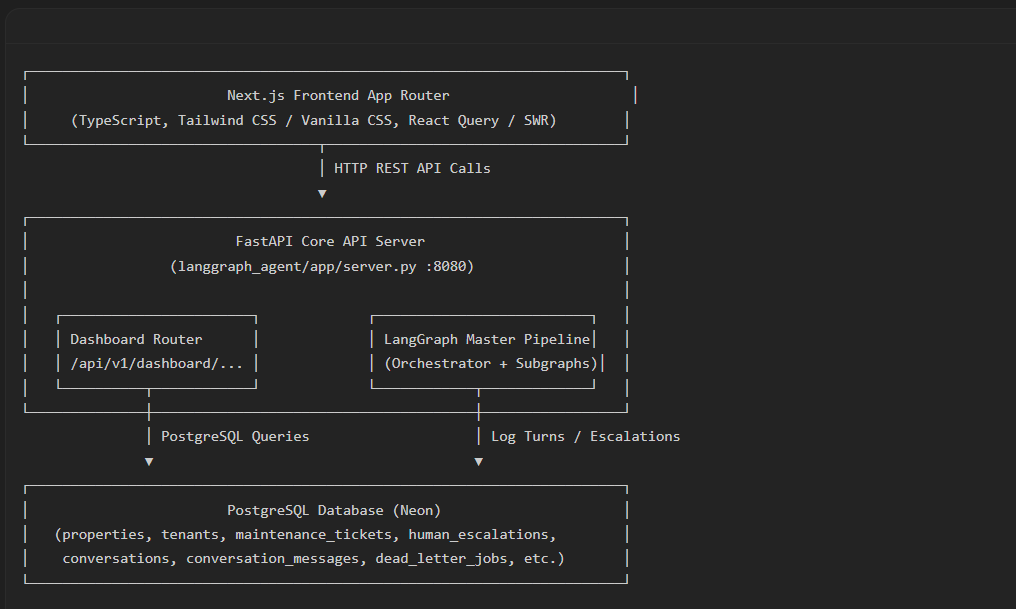 Next.js Frontend App Router
(TypeScript, Tailwind CSS / Vanilla CSS, React Query / SWR)
HTTP REST API Calls
FastAPI Core API Server
(langgraph_agent/app/server.py :8080)
Dashboard Router LangGraph Master Pipeline
/api/v1/dashboard/... (Orchestrator + Subgraphs)
PostgreSQL Queries Log Turns / Escalations
PostgreSQL Database (Neon)
(properties, tenants, maintenance_tickets, human_escalations,
conversations, conversation_messages, dead_letter_jobs, etc.)